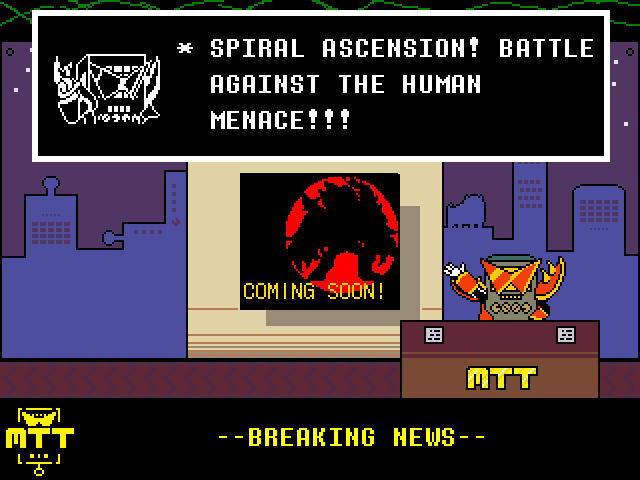 * SPIRAL ASCENSION! BATTLE
AGAINST THE HUMAN
MENACE!!!
COMING SOON!
MTT
MTT
--BREAKING NEWS--